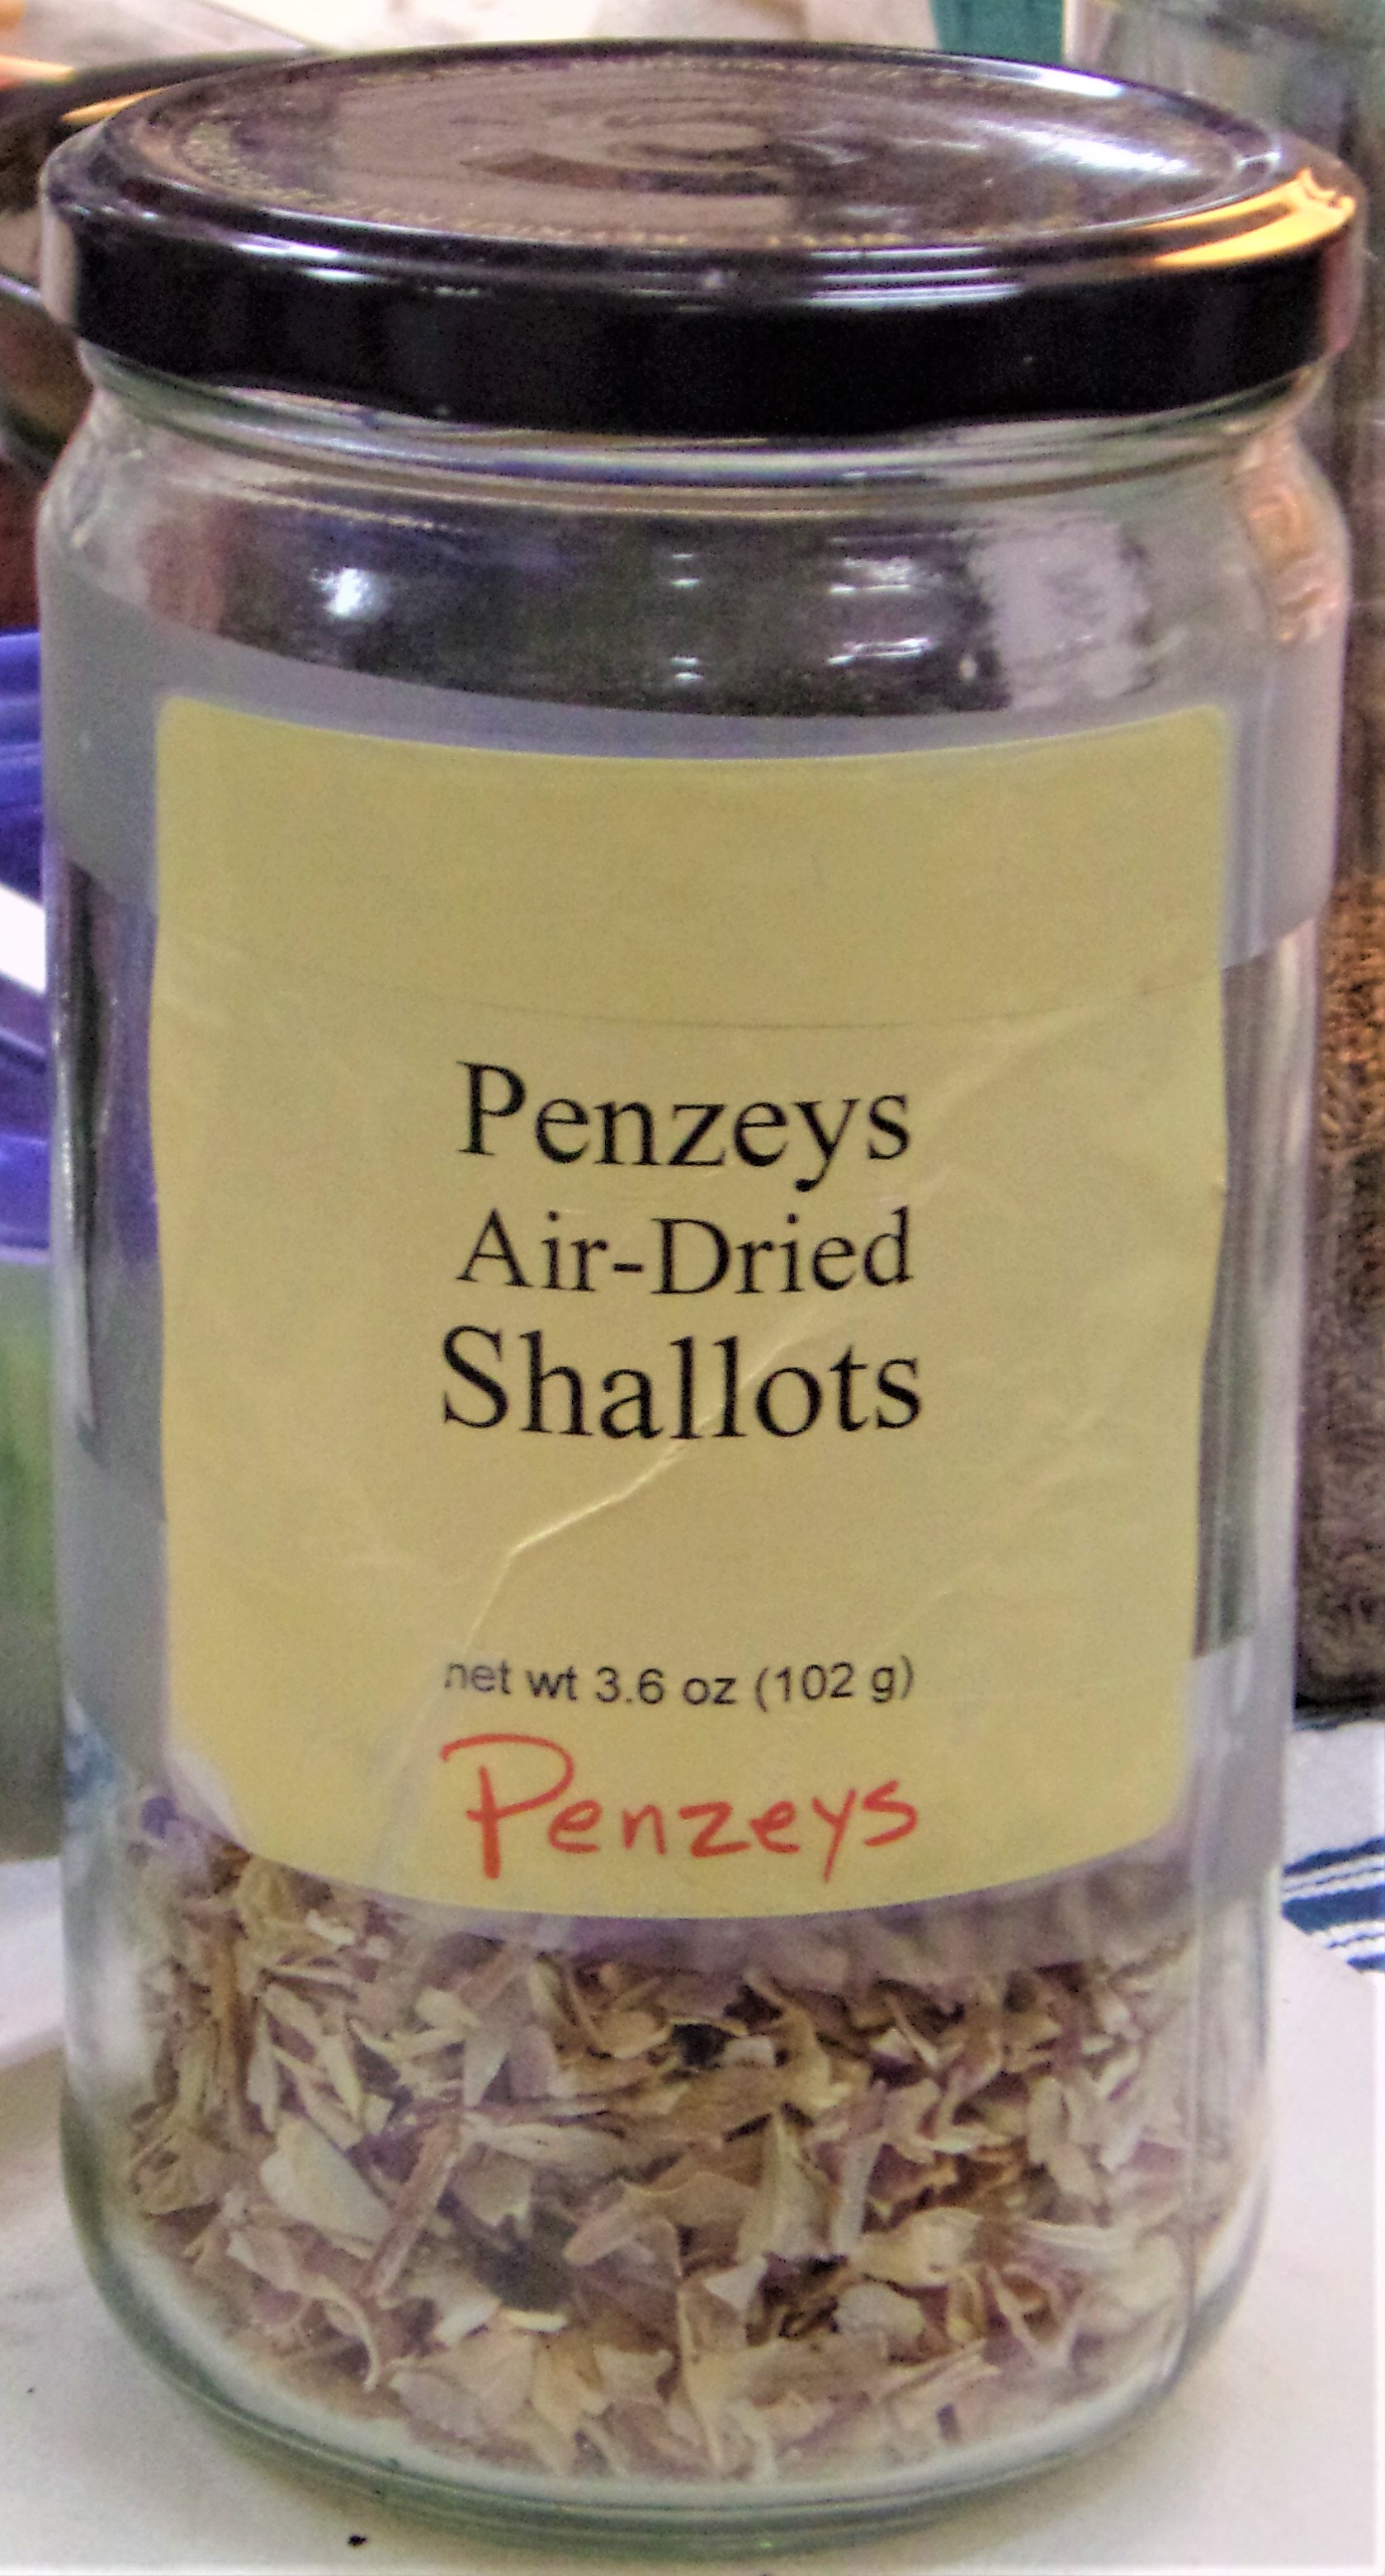 Penzeys
Air-Dried
Shallots
net wt 3.6 oz (102 g)
Penzeys